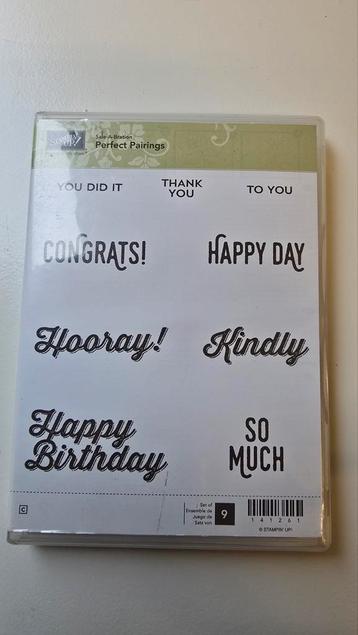 Sale-A-Bration
Perfect Pairings
YOU DID IT
THANK
YOU
TO YOU
CONGRATS!
HAPPY DAY
Hooray!
Kindly
Happy
Birthday
SO
MUCH
C
Set of
Ensemble de
Juego de
Satz von
9
141261
© STAMPIN' UP!